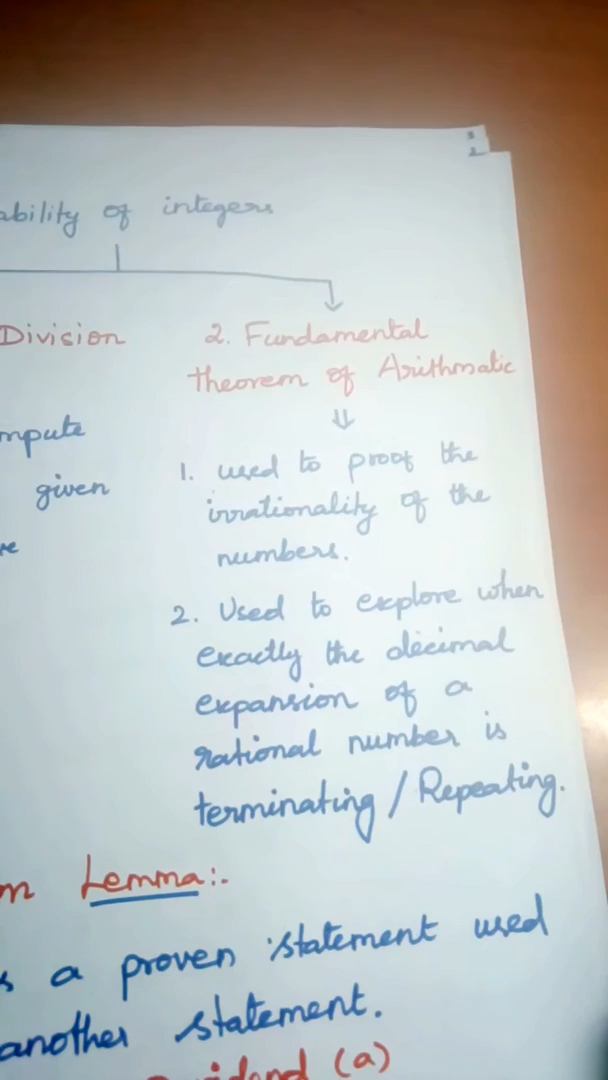 ability of integers
Division
2. Fundamental
theorem of Arithmatic
⇓
mpute
given
1. used to proof the
irrationality of the
numbers.
2. Used to explore when
exactly the decimal
expansion of a
rational number is
terminating / Repeating.
m Lemma:-
s a proven statement used
another statement.
vidend (a)